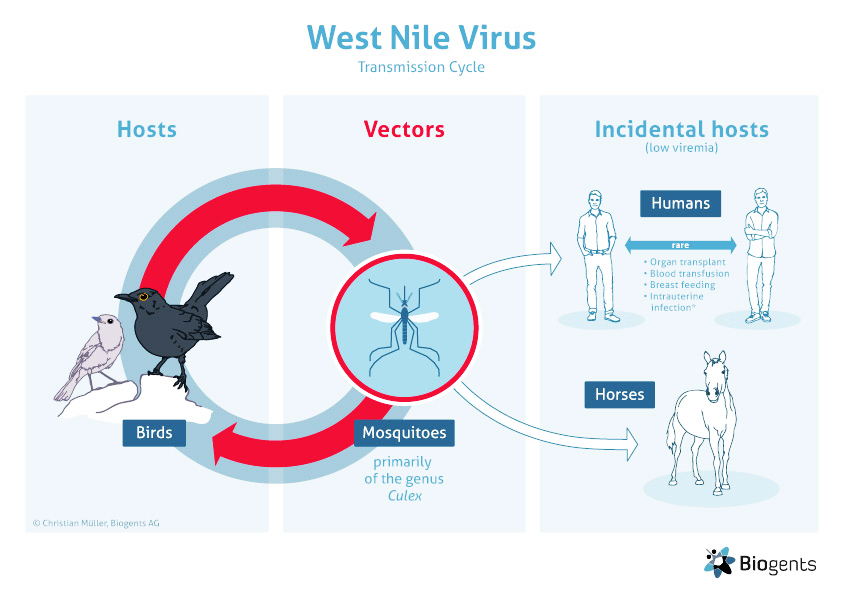 West Nile Virus
Transmission Cycle
Hosts
Vectors
Incidental hosts
(low viremia)
Humans
rare
• Organ transplant
• Blood transfusion
• Breast feeding
• Intrauterine
infection"
Horses
Birds
Mosquitoes
primarily
of the genus
Culex
© Christian Müller, Biogents AG
Biogents